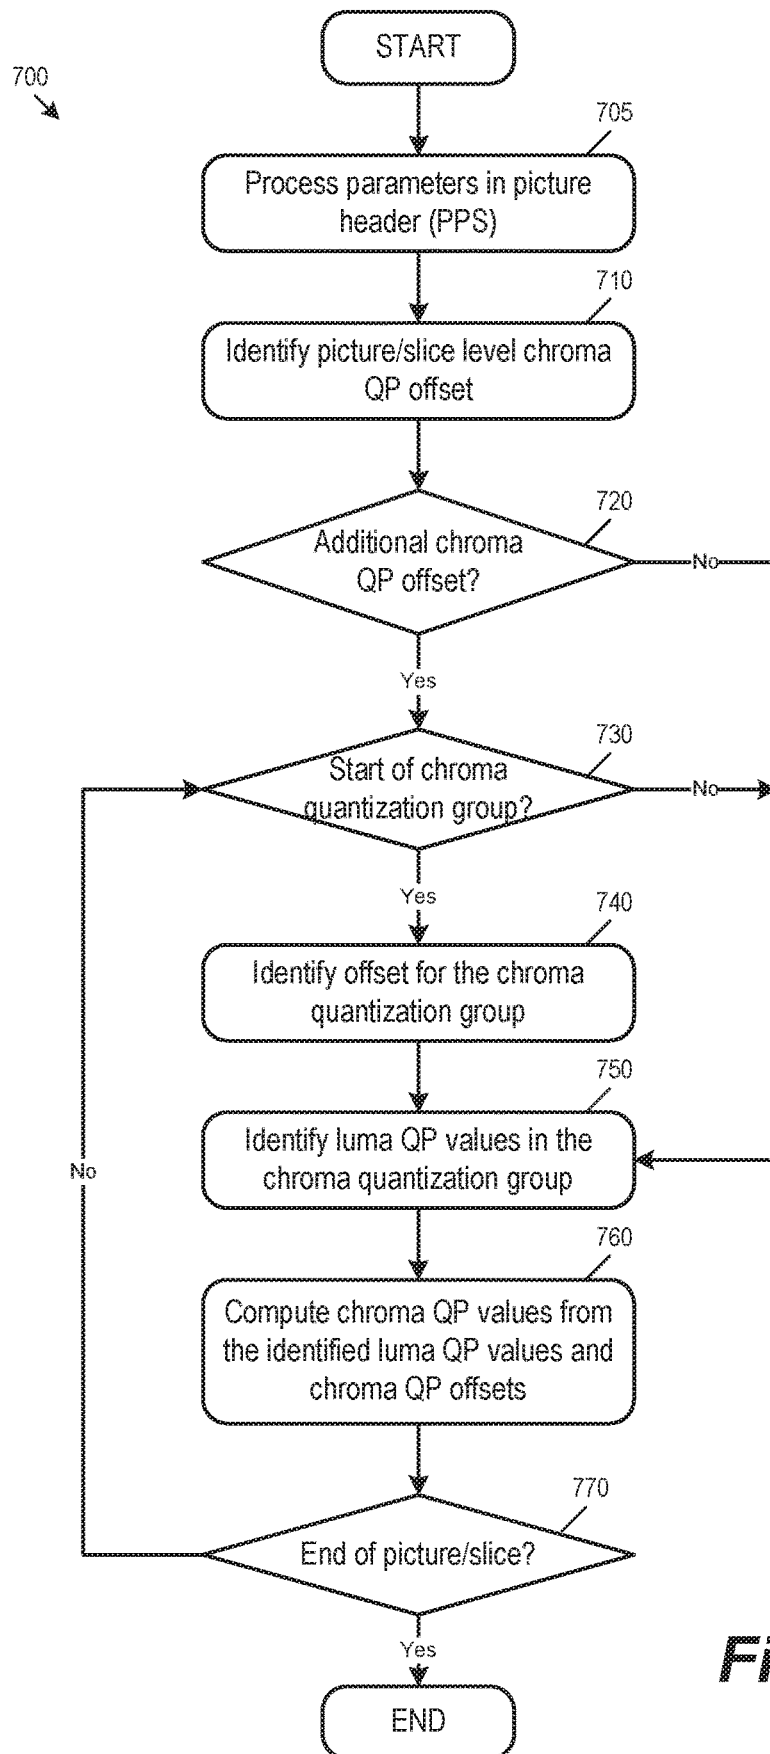 START
700
705
Process parameters in picture
header (PPS)
710
Identify picture/slice level chroma
QP offset
720
Additional chroma
QP offset?
No
Yes
730
Start of chroma
quantization group?
No
Yes
740
Identify offset for the chroma
quantization group
750
Identify luma QP values in the
chroma quantization group
No
760
Compute chroma QP values from
the identified luma QP values and
chroma QP offsets
770
End of picture/slice?
Yes
END